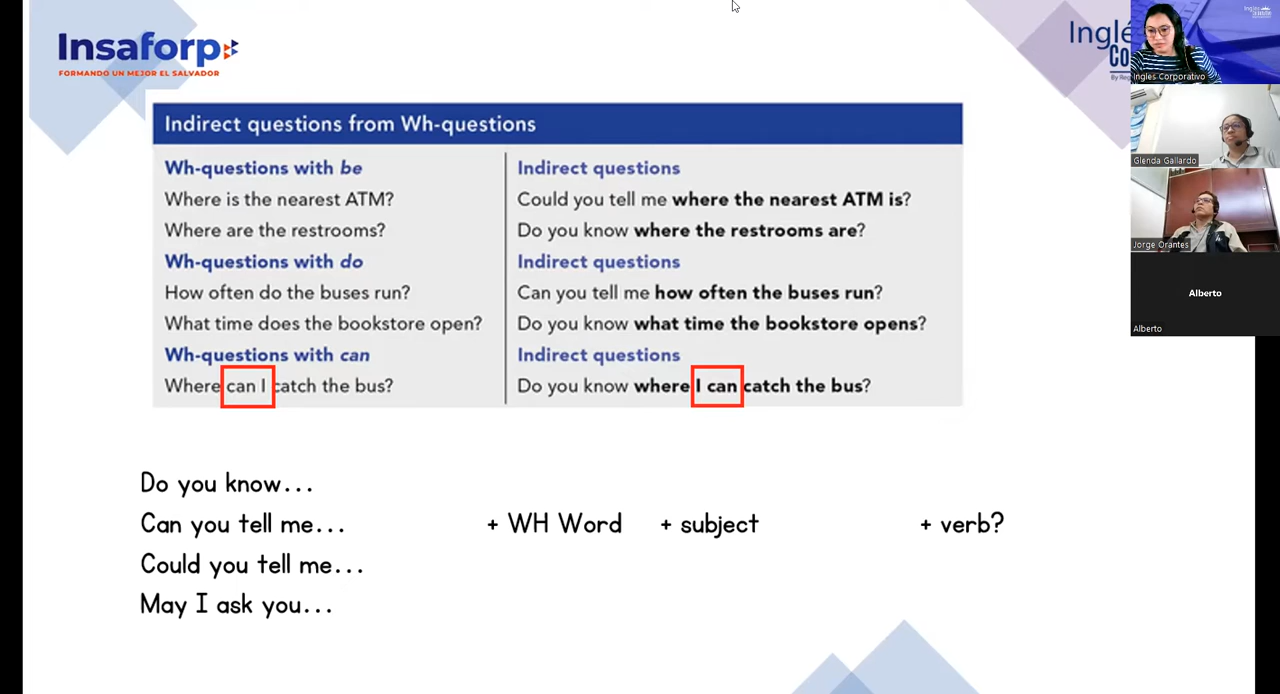 Insaforp
FORMANDO UN MEJOR EL SALVADOR
Indirect questions from Wh-questions
Wh-questions with be
Indirect questions
Where is the nearest ATM?
Could you tell me where the nearest ATM is?
Where are the restrooms?
Do you know where the restrooms are?
Wh-questions with do
Indirect questions
How often do the buses run?
Can you tell me how often the buses run?
What time does the bookstore open?
Do you know what time the bookstore opens?
Wh-questions with can
Indirect questions
Where can I catch the bus?
Do you know where I can catch the bus?
Do you know...
Can you tell me... + WH Word + subject + verb?
Could you tell me...
May I ask you...
Ingles Corporativo
Glenda Gallardo
Jorge Orantes
Alberto
Alberto